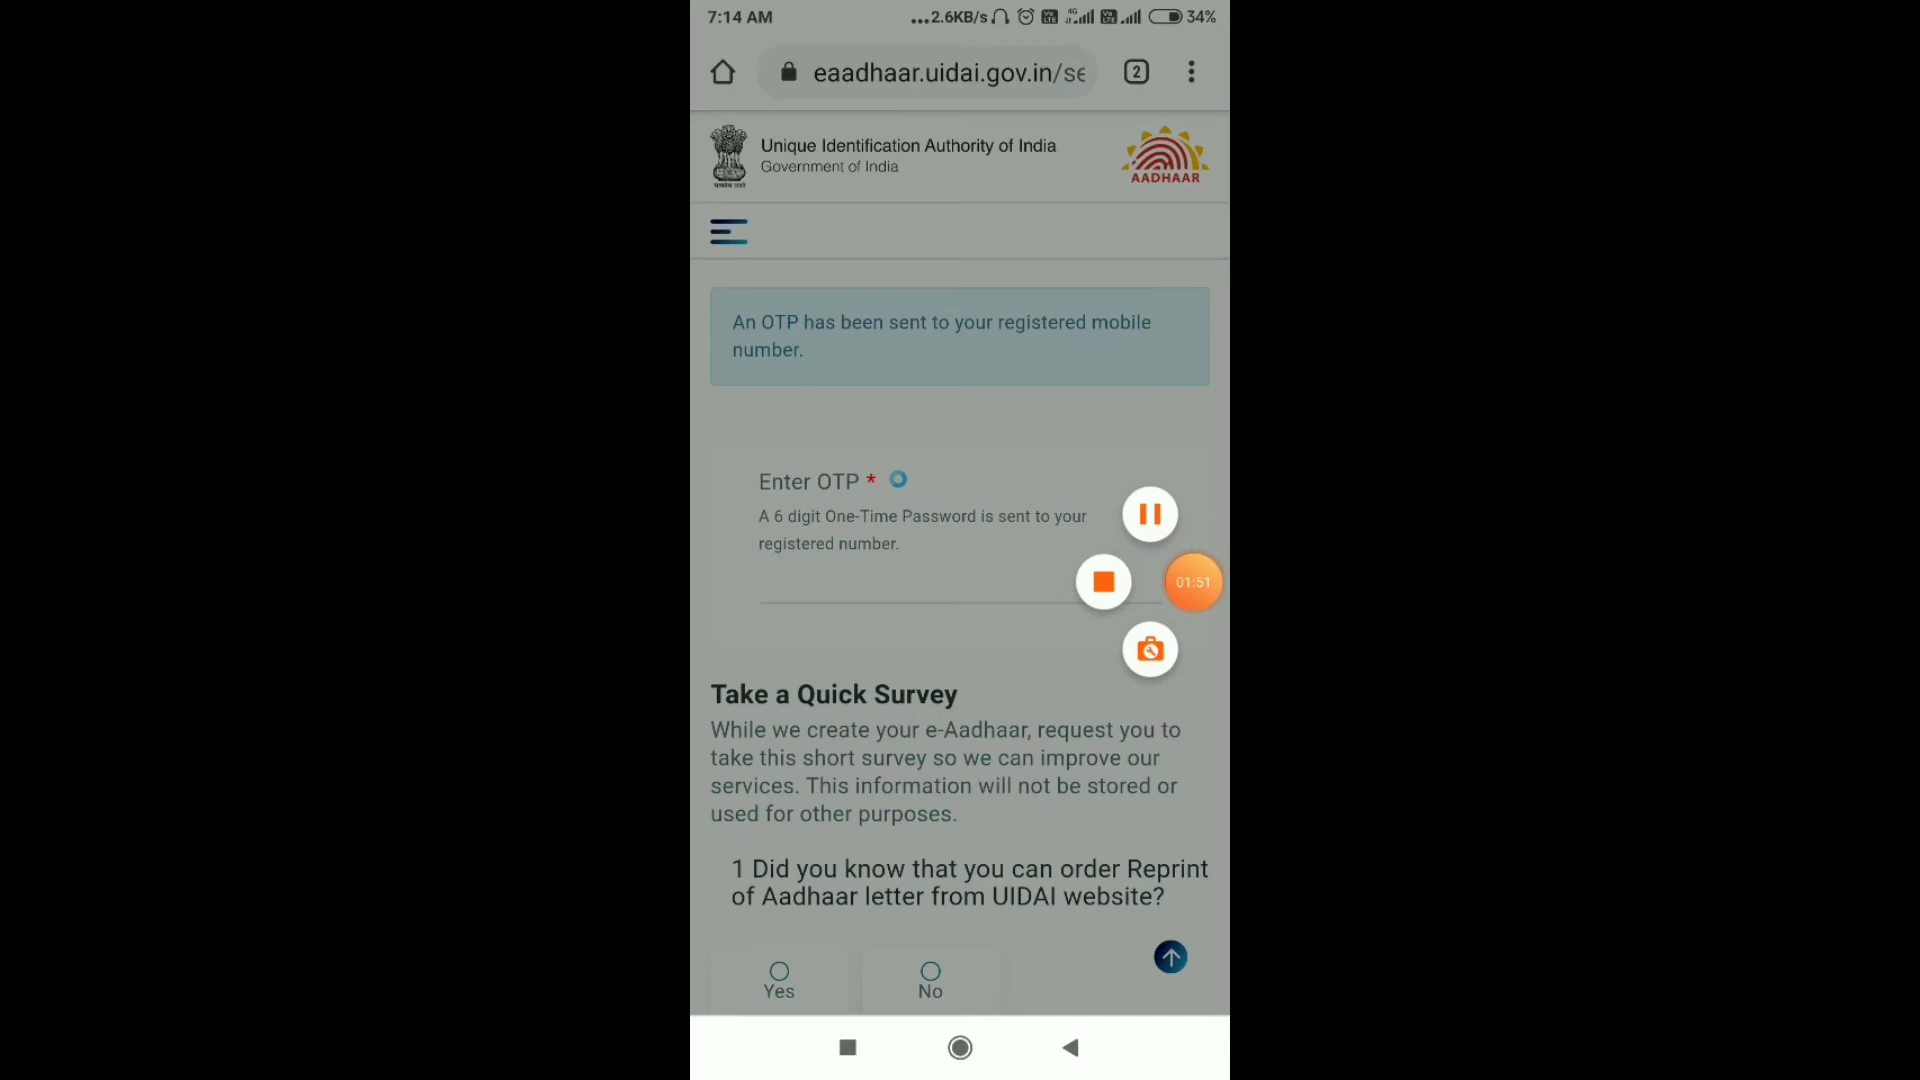 7:14 AM
...2.6KB/s
4G
34%
eaadhaar.uidai.gov.in/se
2
Unique Identification Authority of India
Government of India
AADHAAR
An OTP has been sent to your registered mobile
number.
Enter OTP *
A 6 digit One-Time Password is sent to your
registered number.
01:51
Take a Quick Survey
While we create your e-Aadhaar, request you to
take this short survey so we can improve our
services. This information will not be stored or
used for other purposes.
1 Did you know that you can order Reprint
of Aadhaar letter from UIDAI website?
Yes
No